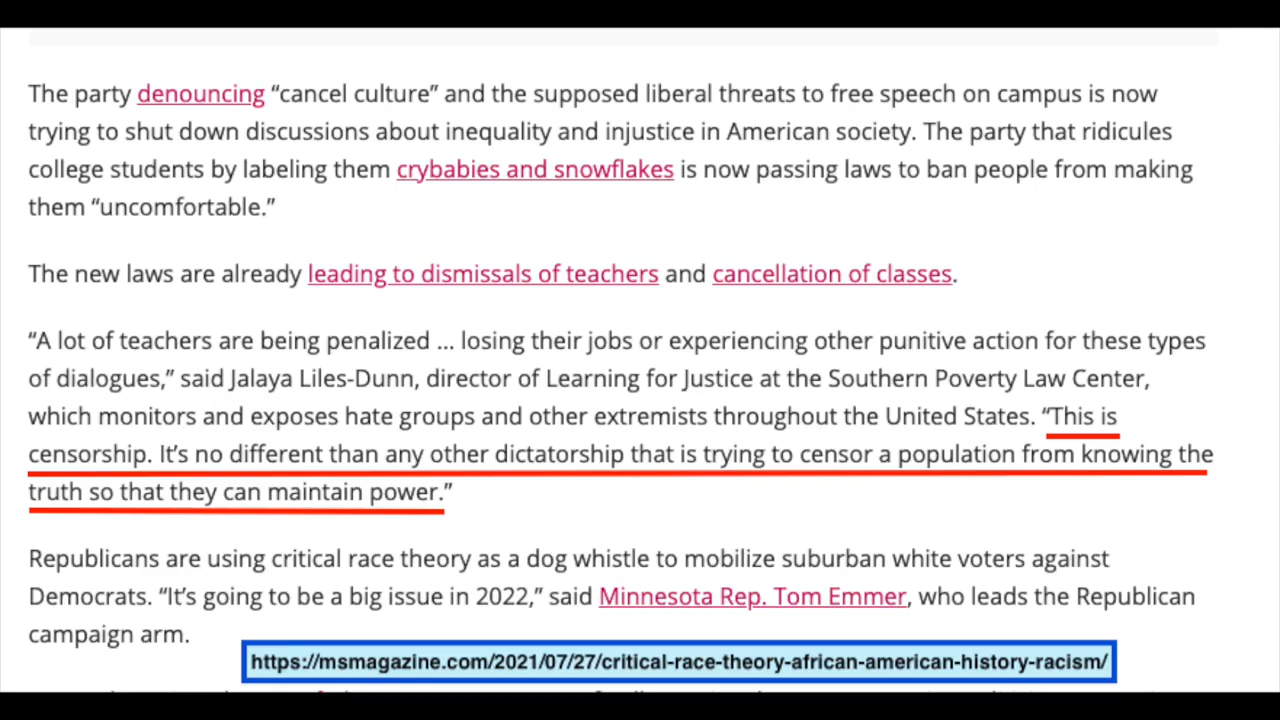 The party denouncing “cancel culture” and the supposed liberal threats to free speech on campus is now
trying to shut down discussions about inequality and injustice in American society. The party that ridicules
college students by labeling them crybabies and snowflakes is now passing laws to ban people from making
them “uncomfortable.”
The new laws are already leading to dismissals of teachers and cancellation of classes.
“A lot of teachers are being penalized ... losing their jobs or experiencing other punitive action for these types
of dialogues,” said Jalaya Liles-Dunn, director of Learning for Justice at the Southern Poverty Law Center,
which monitors and exposes hate groups and other extremists throughout the United States. “This is
censorship. It’s no different than any other dictatorship that is trying to censor a population from knowing the
truth so that they can maintain power.”
Republicans are using critical race theory as a dog whistle to mobilize suburban white voters against
Democrats. “It’s going to be a big issue in 2022,” said Minnesota Rep. Tom Emmer, who leads the Republican
campaign arm.
https://msmagazine.com/2021/07/27/critical-race-theory-african-american-history-racism/